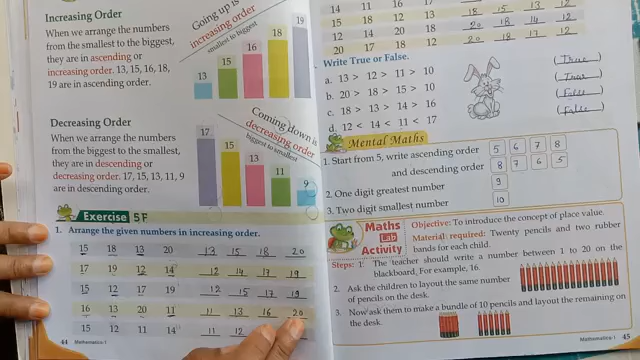 Increasing Order
When we arrange the numbers
from the smallest to the biggest,
they are in ascending or
increasing order. 13, 15, 16, 18,
19 are in ascending order.
Going up is
increasing order
smallest to biggest
13 15 16 18 19
Decreasing Order
When we arrange the numbers
from the biggest to the smallest,
they are in descending or
decreasing order. 17, 15, 13, 11, 9
are in descending order.
Coming down is
decreasing order
biggest to smallest
17 15 13 11 9
Exercise 5F
1. Arrange the given numbers in increasing order.
15 18 13 20 13 15 18 20
17 19 12 14 12 14 17 19
15 12 17 19 12 15 17 19
16 13 20 11 11 13 16 20
15 12 11 14 11 12
44 Mathematics-1
14 11 16 17
15 18 12 13 18 15 13 12
12 14 20 18 20 18 14 12
20 17 18 12 20 18 17 12
Write True or False.
a. 13 > 12 > 11 > 10 (True)
b. 20 > 18 > 15 > 10 (True)
c. 18 > 13 > 14 > 16 (False)
d. 12 < 14 < 11 < 17 (False)
Mental Maths
1. Start from 5, write ascending order 5 6 7 8
and descending order 8 7 6 5
2. One digit greatest number 9
3. Two digit smallest number 10
Maths
Lab
Activity
Objective: To introduce the concept of place value.
Material required: Twenty pencils and two rubber
bands for each child.
Steps: 1. The teacher should write a number between 1 to 20 on the
blackboard, For example, 16.
2. Ask the children to layout the same number
of pencils on the desk.
3. Now ask them to make a bundle of 10 pencils and layout the remaining on
the desk.
Mathematics-1 45